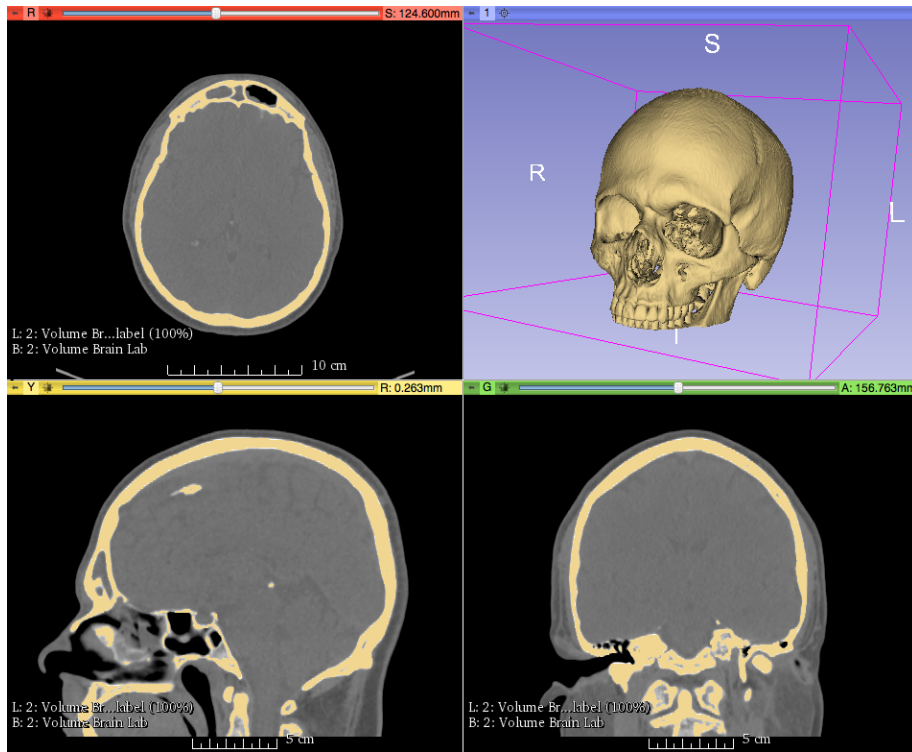 R S: 124.600mm
1
S
R
L
I
L: 2: Volume Br...label (100%)
B: 2: Volume Brain Lab
10 cm
Y R: 0.263mm
G A: 156.763mm
L: 2: Volume Br...label (100%)
B: 2: Volume Brain Lab
5 cm
L: 2: Volume Br...label (100%)
B: 2: Volume Brain Lab
5 cm